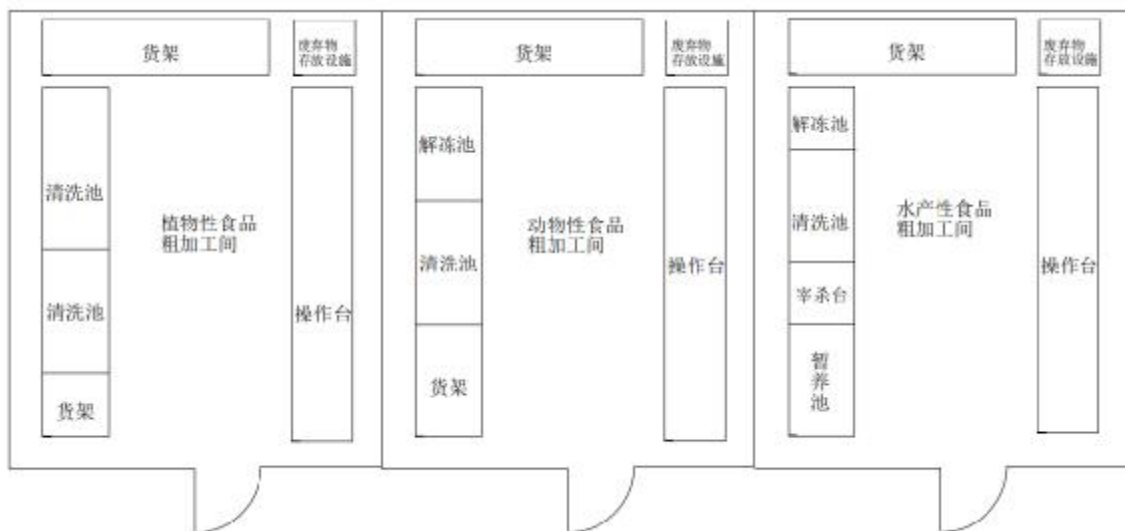 货架
废弃物
存放设施
清洗池
清洗池
货架
植物性食品
粗加工间
操作台
货架
废弃物
存放设施
解冻池
清洗池
货架
动物性食品
粗加工间
操作台
货架
废弃物
存放设施
解冻池
清洗池
宰杀台
暂
养
池
水产性食品
粗加工间
操作台